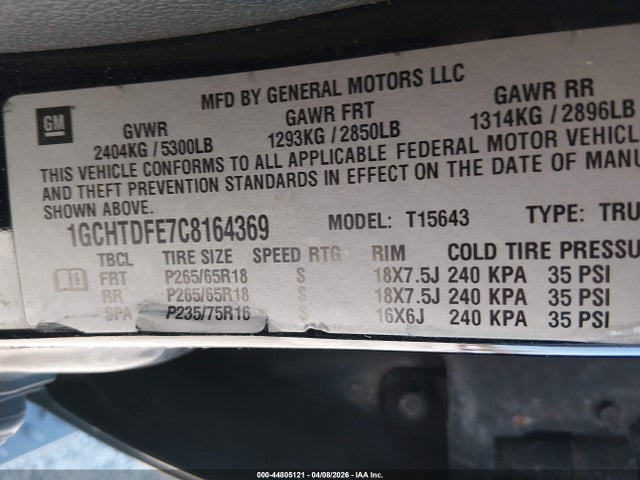 MFD BY GENERAL MOTORS LLC
GM
GVWR GAWR FRT GAWR RR
2404KG / 5300LB 1293KG / 2850LB 1314KG / 2896LB
THIS VEHICLE CONFORMS TO ALL APPLICABLE FEDERAL MOTOR VEHICL
AND THEFT PREVENTION STANDARDS IN EFFECT ON THE DATE OF MANU
SHOWN ABOVE.
1GCHTDFE7C8164369 MODEL: T15643 TYPE: TRU
TBCL TIRE SIZE SPEED RTG RIM COLD TIRE PRESSU
FRT P265/65R18 S 18X7.5J 240 KPA 35 PSI
RR P265/65R18 S 18X7.5J 240 KPA 35 PSI
SPA P235/75R16 S 16X6J 240 KPA 35 PSI
000-44805121 - 04/08/2026 - IAA Inc.